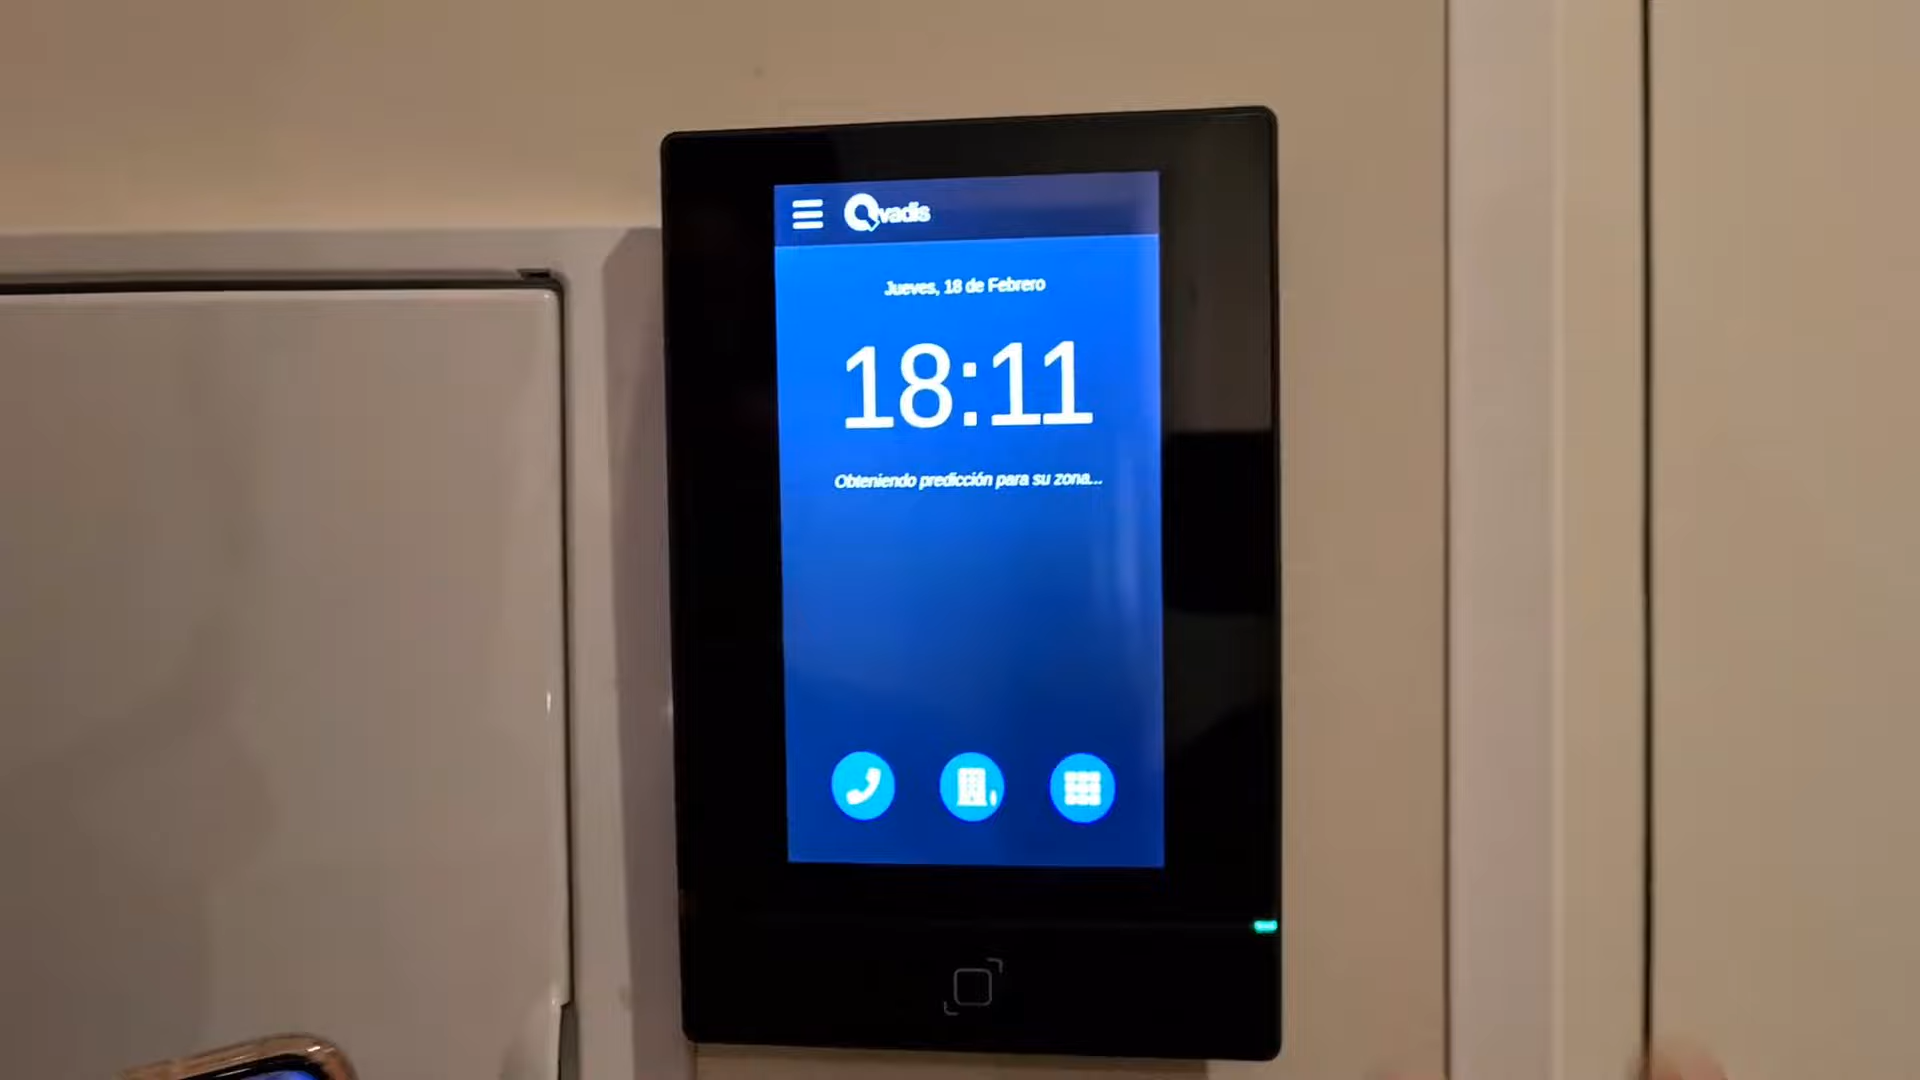 Qvadis
Jueves, 18 de Febrero
18:11
Obteniendo predicción para su zona...